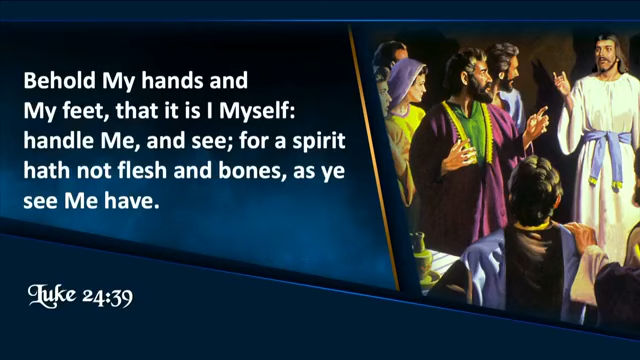 Behold My hands and
My feet, that it is I Myself:
handle Me, and see; for a spirit
hath not flesh and bones, as ye
see Me have.
Luke 24:39